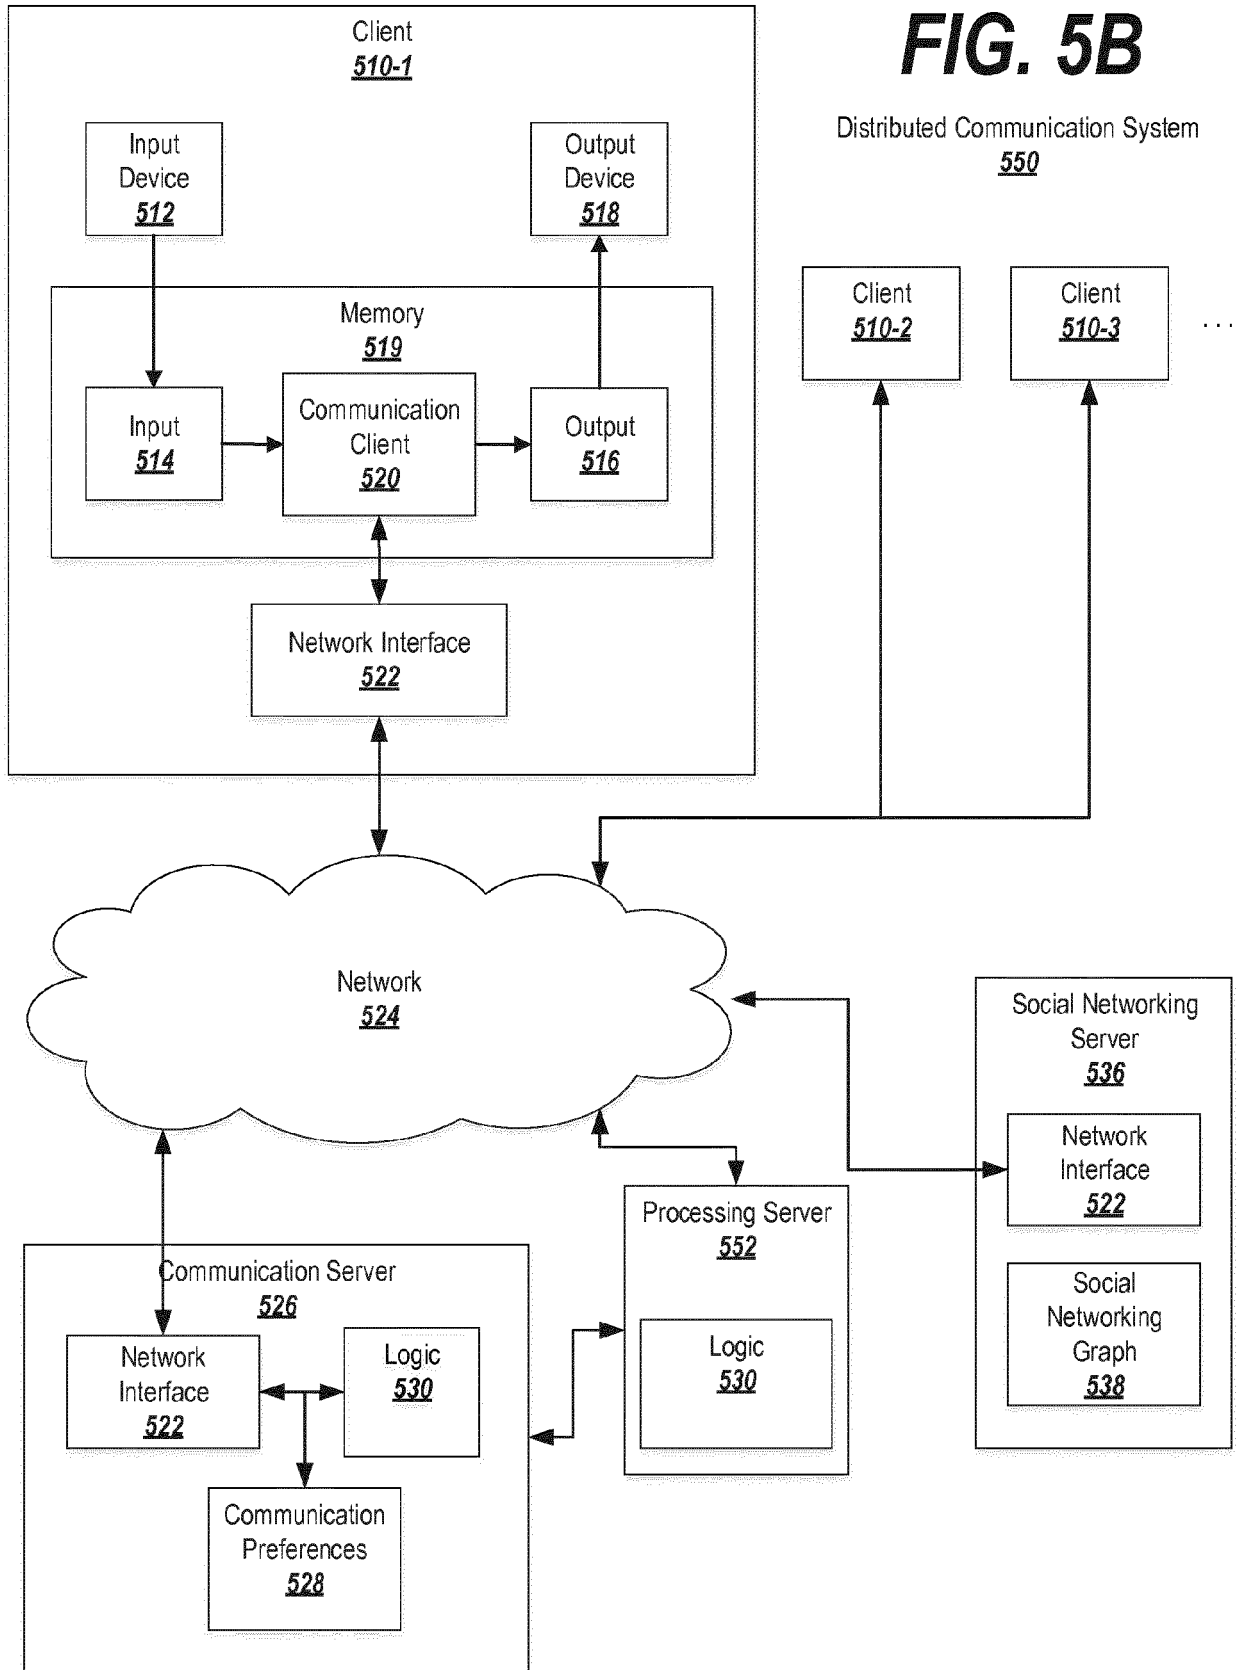 FIG. 5B
Distributed Communication System
550
Client
510-1
Input
Device
512
Output
Device
518
Memory
519
Input
514
Communication
Client
520
Output
516
Network Interface
522
Client
510-2
Client
510-3
. . .
Network
524
Social Networking
Server
536
Network
Interface
522
Social
Networking
Graph
538
Processing Server
552
Logic
530
Communication Server
526
Network
Interface
522
Logic
530
Communication
Preferences
528